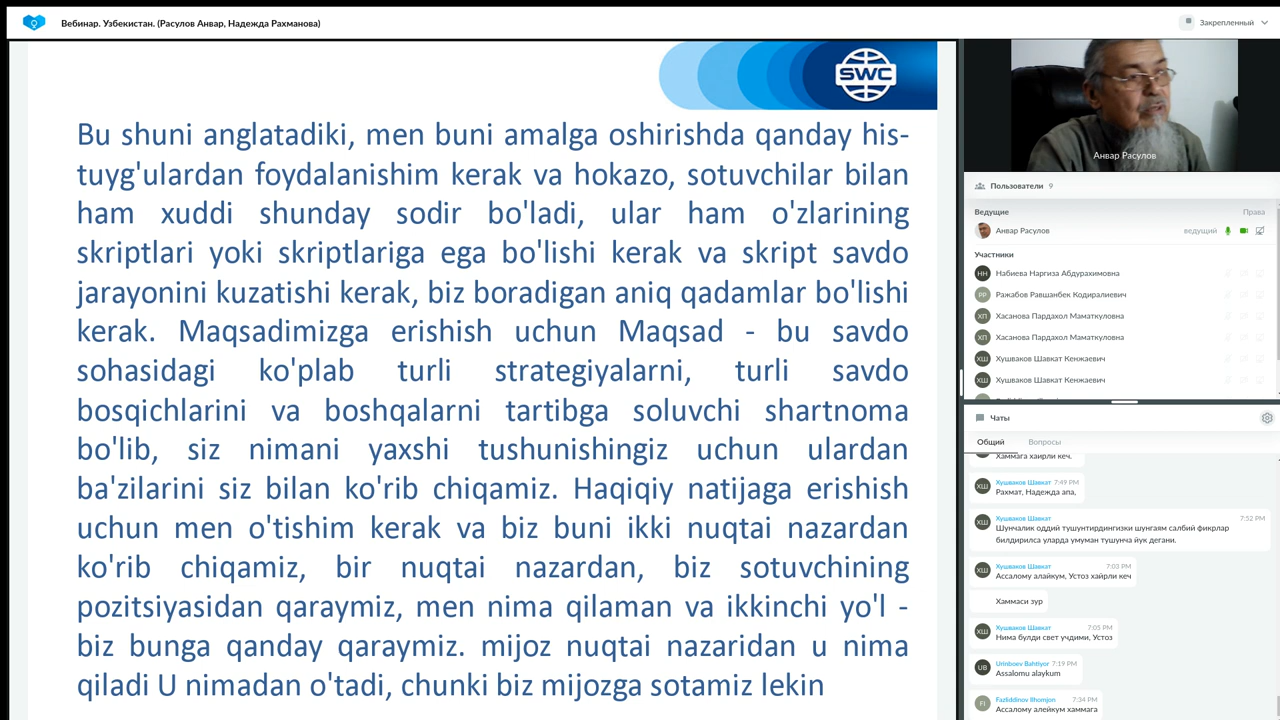 Вебинар. Узбекистан. (Расулов Анвар, Надежда Рахманова)
Закрепленный
SWC
Bu shuni anglatadiki, men buni amalga oshirishda qanday his-
tuyg'ulardan foydalanishim kerak va hokazo, sotuvchilar bilan
ham xuddi shunday sodir bo'ladi, ular ham o'zlarining
skriptlari yoki skriptlariga ega bo'lishi kerak va skript savdo
jarayonini kuzatishi kerak, biz boradigan aniq qadamlar bo'lishi
kerak. Maqsadimizga erishish uchun Maqsad - bu savdo
sohasidagi ko'plab turli strategiyalarni, turli savdo
bosqichlarini va boshqalarni tartibga soluvchi shartnoma
bo'lib, siz nimani yaxshi tushunishingiz uchun ulardan
ba'zilarini siz bilan ko'rib chiqamiz. Haqiqiy natijaga erishish
uchun men o'tishim kerak va biz buni ikki nuqtai nazardan
ko'rib chiqamiz, bir nuqtai nazardan, biz sotuvchining
pozitsiyasidan qaraymiz, men nima qilaman va ikkinchi yo'l -
biz bunga qanday qaraymiz. mijoz nuqtai nazaridan u nima
qiladi U nimadan o'tadi, chunki biz mijozga sotamiz lekin
Анвар Расулов
Пользователи 9
Ведущие Права
Анвар Расулов ведущий
Участники
НН Набиева Наргиза Абдурахимовна
РР Ражабов Равшанбек Кодиралиевич
ХП Хасанова Пардахол Маматкуловна
ХП Хасанова Пардахол Маматкуловна
ХШ Хушваков Шавкат Кенжаевич
ХШ Хушваков Шавкат Кенжаевич
Чаты
Общий Вопросы
Хаммага хайрли кеч.
ХШ Хушваков Шавкат 7:49 PM
Рахмат, Надежда апа,
ХШ Хушваков Шавкат 7:52 PM
Шунчалик оддий тушунтирдингизки шунгаям салбий фикрлар
билдирилса уларда умуман тушунча йук дегани.
ХШ Хушваков Шавкат 7:03 PM
Ассалому алайкум, Устоз хайрли кеч
Хаммаси зур
ХШ Хушваков Шавкат 7:05 PM
Нима булди свет учдими, Устоз
UB Urinboev Bahtiyor 7:19 PM
Assalomu alaykum
FI Fazliddinov Ilhomjon 7:34 PM
Ассалому алейкум хаммага